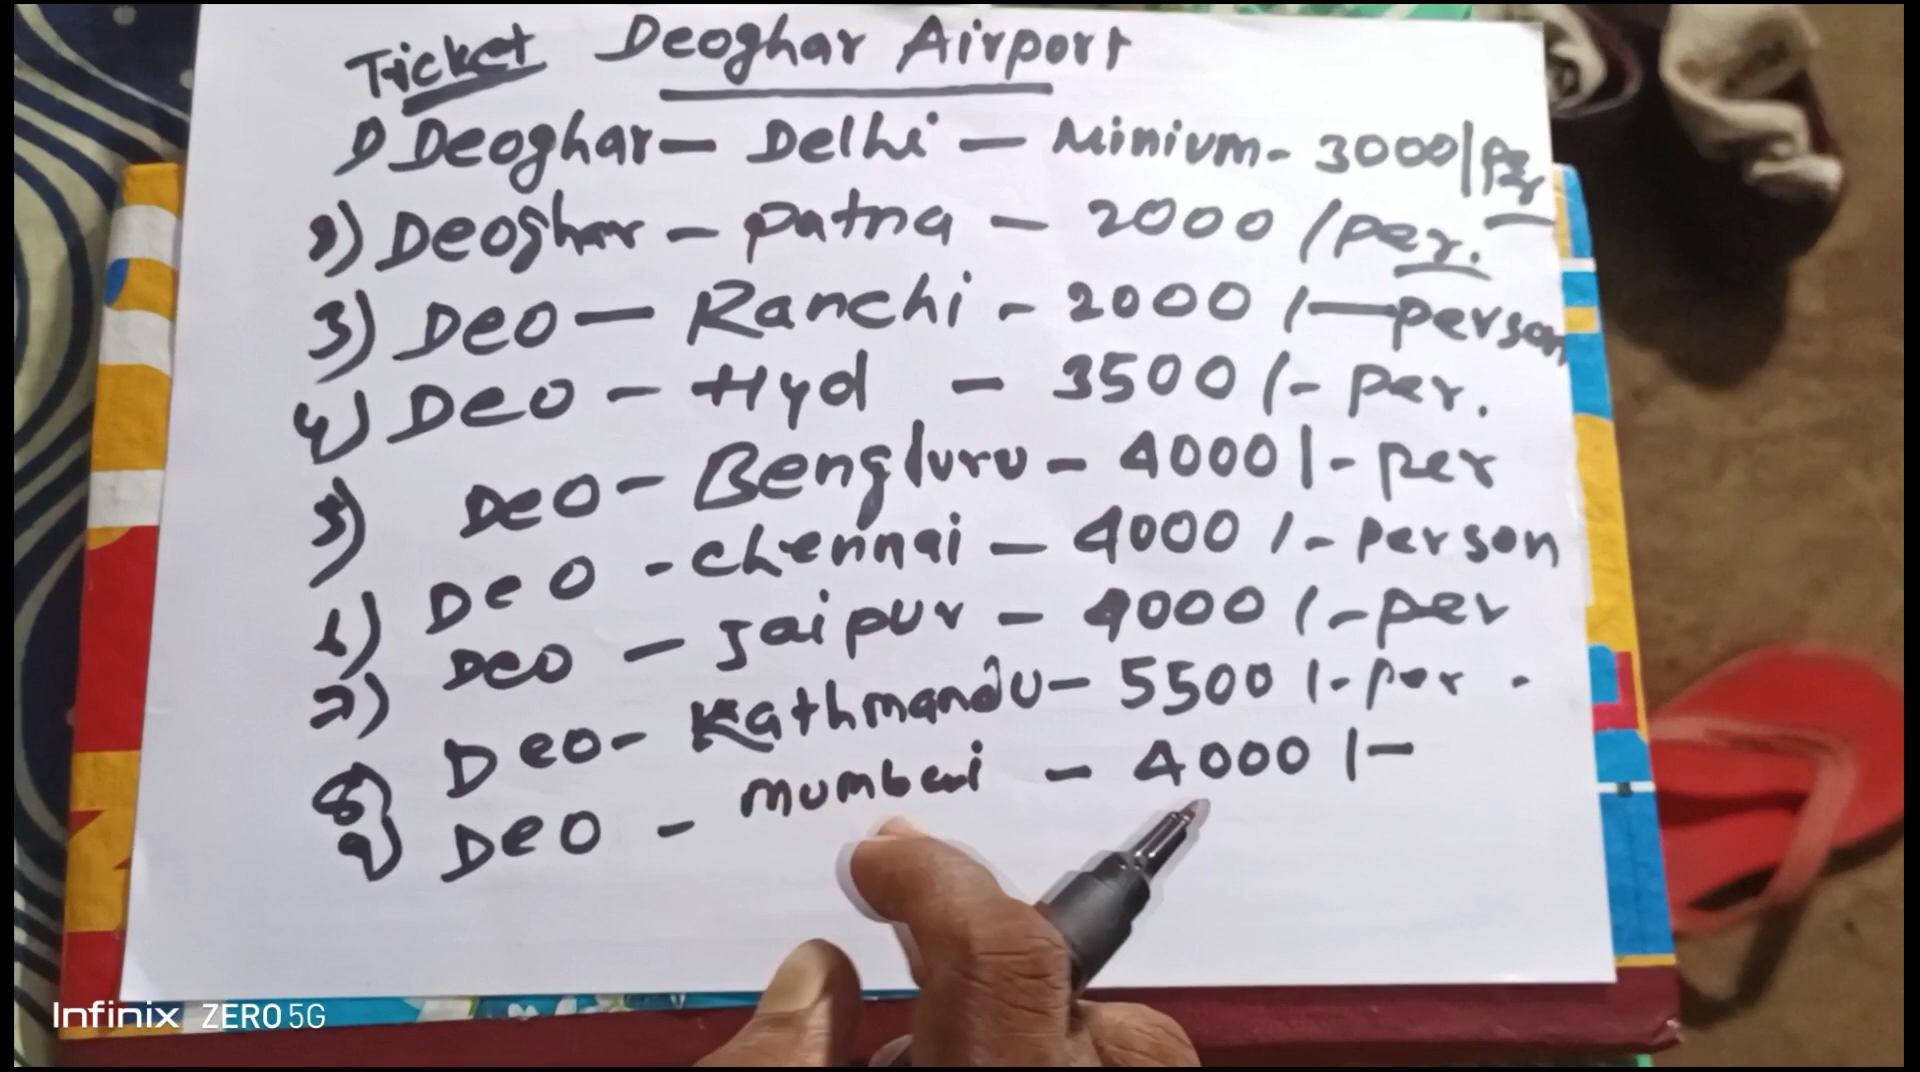 Ticket Deoghar Airport
1) Deoghar - Delhi - Minium - 3000/Per
2) Deoghar - Patna - 2000/per.
3) Deo - Ranchi - 2000/- person
4) Deo - Hyd - 3500/- Per.
5) Deo - Bengluru - 4000/- Per
6) Deo - Chennai - 4000/- Person
7) Deo - Jaipur - 4000/- per
8) Deo - Kathmandu - 5500/- per.
9) Deo - mumbai - 4000/-
Infinix ZERO 5G